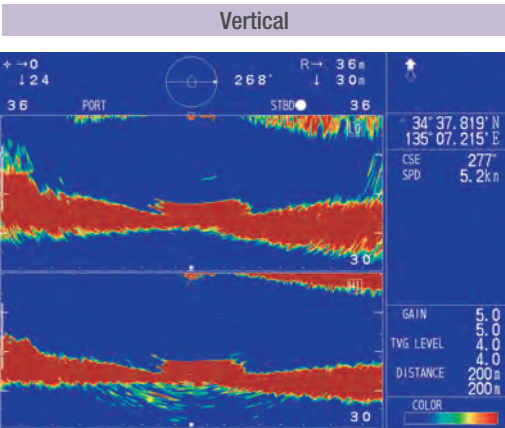 Vertical
→0
↓24
268°
R→ 36m
↓ 30m
36 PORT STBD 36
LO
30
HI
30
34°37.819'N
135°07.215'E
CSE 277°
SPD 5.2kn
GAIN 5.0
5.0
TVG LEVEL 4.0
4.0
DISTANCE 200m
200m
COLOR